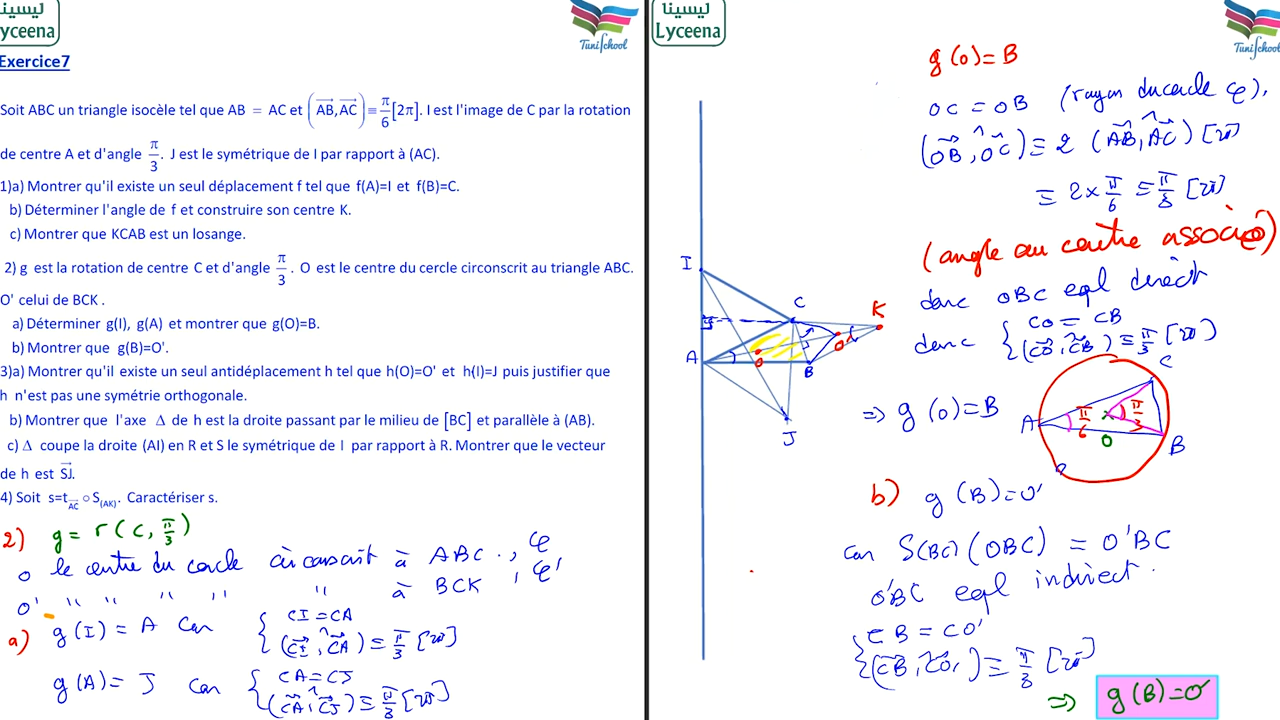 ليسينا
Lyceena
TuniSchool
Exercice7
Soit ABC un triangle isocèle tel que AB = AC et (AB,AC) ≡ π/6 [2π]. I est l'image de C par la rotation
de centre A et d'angle π/3. J est le symétrique de I par rapport à (AC).
1)a) Montrer qu'il existe un seul déplacement f tel que f(A)=I et f(B)=C.
b) Déterminer l'angle de f et construire son centre K.
c) Montrer que KCAB est un losange.
2) g est la rotation de centre C et d'angle π/3. O est le centre du cercle circonscrit au triangle ABC.
O' celui de BCK.
a) Déterminer g(I), g(A) et montrer que g(O)=B.
b) Montrer que g(B)=O'.
3)a) Montrer qu'il existe un seul antidéplacement h tel que h(O)=O' et h(I)=J puis justifier que
h n'est pas une symétrie orthogonale.
b) Montrer que l'axe Δ de h est la droite passant par le milieu de [BC] et parallèle à (AB).
c) Δ coupe la droite (AI) en R et S le symétrique de I par rapport à R. Montrer que le vecteur
de h est SJ.
4) Soit s=t_AC ∘ S_(AK). Caractériser s.
2) g = r(C, π/3)
O le centre du cercle circonscrit à ABC., φ
O' " " " " " à BCK, φ'
a) g(I) = A car { CI = CA
(CI, CA) ≡ π/3 [2π]
g(A) = J car { CA = CJ
(CA, CJ) ≡ π/3 [2π]
ليسينا
Lyceena
TuniSchool
g(O) = B
OC = OB (rayon du cercle φ),
(OB, OC) ≡ 2 (AB, AC) [2π]
≡ 2 × π/6 ≡ π/3 [2π]
(angle au centre associé)
donc OBC eql direct
donc { CO = CB
(CO, CB) ≡ π/3 [2π]
⇒ g(O) = B
I
C
K
A
B
O
O'
J
A
π/6
π/3
O
C
B
b) g(B) = O'
car S(BC)(OBC) = O'BC
O'BC eql indirect.
{ CB = CO'
(CB, CO') ≡ π/3 [2π]
⇒ g(B) = O'